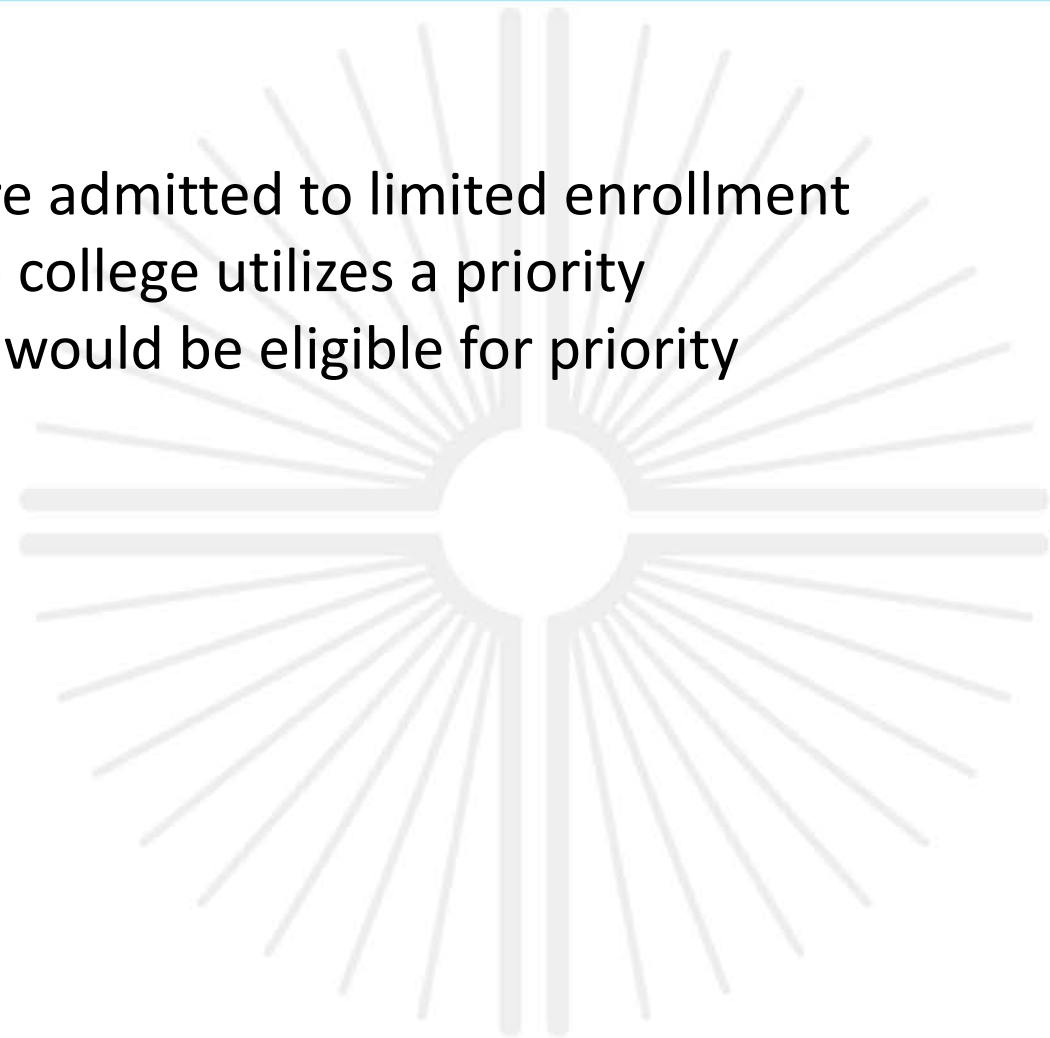 admitted to limited enrollment
college utilizes a priority
would be eligible for priority